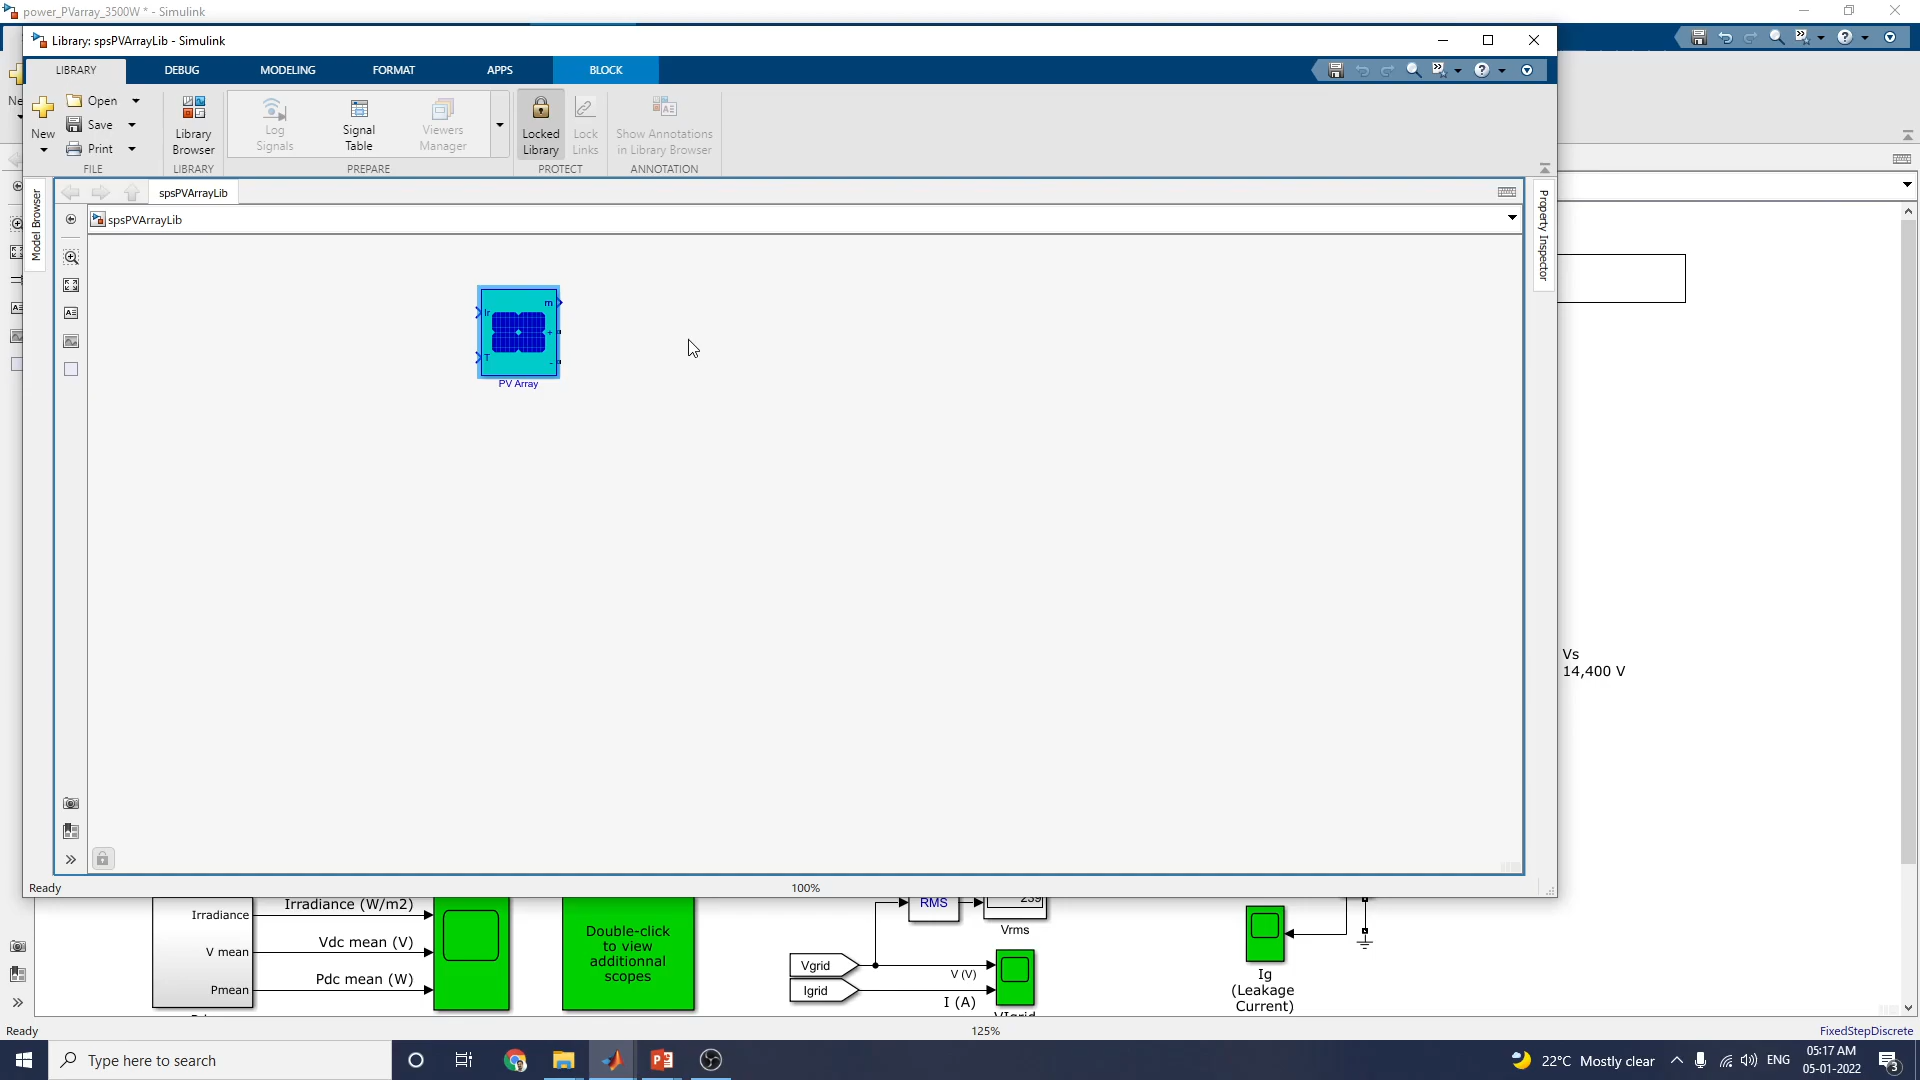 power_PVarray_3500W * - Simulink
Library: spsPVArrayLib - Simulink
LIBRARY
DEBUG
MODELING
FORMAT
APPS
BLOCK
New
Open
Save
Print
FILE
Library
Browser
LIBRARY
Log
Signals
Signal
Table
Viewers
Manager
PREPARE
Locked
Library
Lock
Links
PROTECT
Show Annotations
in Library Browser
ANNOTATION
Model Browser
spsPVArrayLib
spsPVArrayLib
Property Inspector
Ir
T
m
+
-
PV Array
Vs
14,400 V
Ready
100%
Irradiance
V mean
Pmean
Irradiance (W/m2)
Vdc mean (V)
Pdc mean (W)
Double-click
to view
additionnal
scopes
Vgrid
Igrid
RMS
239
Vrms
V (V)
I (A)
VIgrid
Ig
(Leakage
Current)
Ready
125%
FixedStepDiscrete
Type here to search
22°C Mostly clear
ENG
05:17 AM
05-01-2022
3